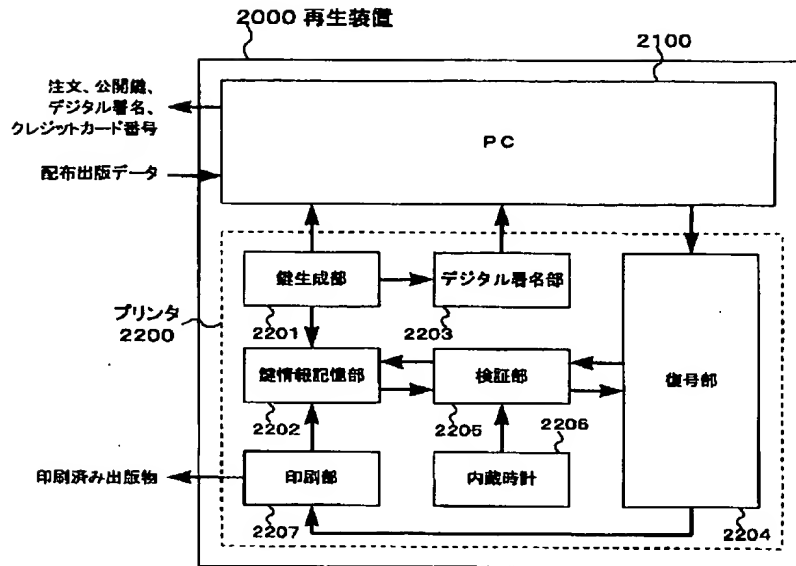 2000 再生装置
2100
注文、公開鍵、
デジタル署名、
クレジットカード番号
PC
配布出版データ
鍵生成部
デジタル署名部
プリンタ
2200
2201
2203
鍵情報記憶部
検証部
復号部
2202
2205
2206
印刷済み出版物
印刷部
内蔵時計
2207
2204